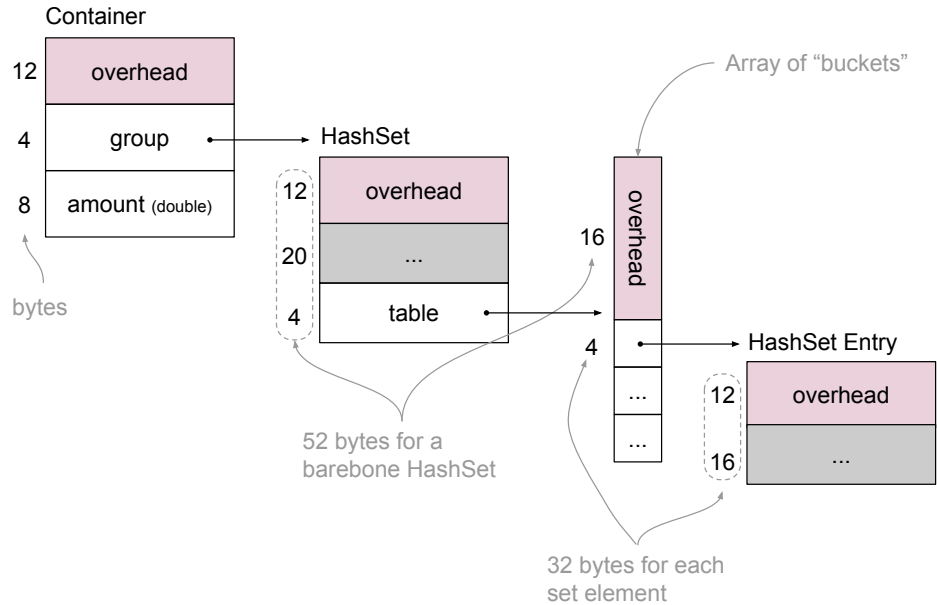 Container
12
overhead
4
group
8
amount (double)
bytes
HashSet
12
overhead
20
...
4
table
52 bytes for a
barebone HashSet
Array of “buckets”
16
overhead
4
...
...
HashSet Entry
12
overhead
16
...
32 bytes for each
set element